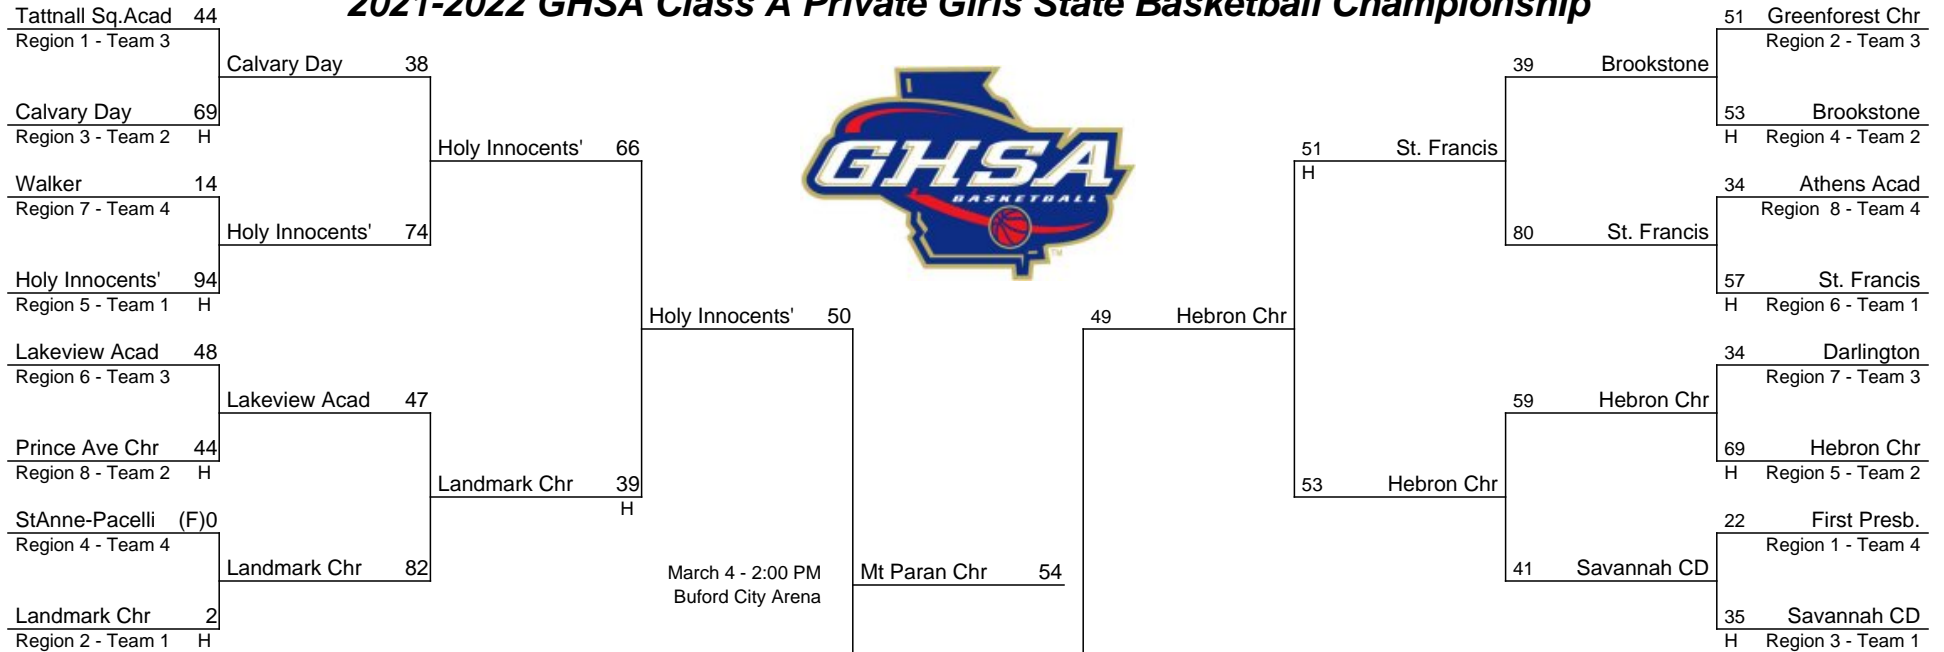 2021-2022 GHSA Class A Private Girls State Basketball Championship
Tattnall Sq.Acad 44
Region 1 - Team 3
Calvary Day 38
Calvary Day 69
Region 3 - Team 2 H
Holy Innocents' 66
Walker 14
Region 7 - Team 4
Holy Innocents' 74
Holy Innocents' 94
Region 5 - Team 1 H
Holy Innocents' 50
Lakeview Acad 48
Region 6 - Team 3
Lakeview Acad 47
Prince Ave Chr 44
Region 8 - Team 2 H
Landmark Chr 39
H
StAnne-Pacelli (F)0
Region 4 - Team 4
Landmark Chr 82
Landmark Chr 2
Region 2 - Team 1 H
GHSA
BASKETBALL
TM
March 4 - 2:00 PM
Buford City Arena
Mt Paran Chr 54
51 Greenforest Chr
Region 2 - Team 3
39 Brookstone
53 Brookstone
H Region 4 - Team 2
51 St. Francis
H
34 Athens Acad
Region 8 - Team 4
80 St. Francis
57 St. Francis
H Region 6 - Team 1
49 Hebron Chr
34 Darlington
Region 7 - Team 3
59 Hebron Chr
69 Hebron Chr
H Region 5 - Team 2
53 Hebron Chr
22 First Presb.
Region 1 - Team 4
41 Savannah CD
35 Savannah CD
H Region 3 - Team 1